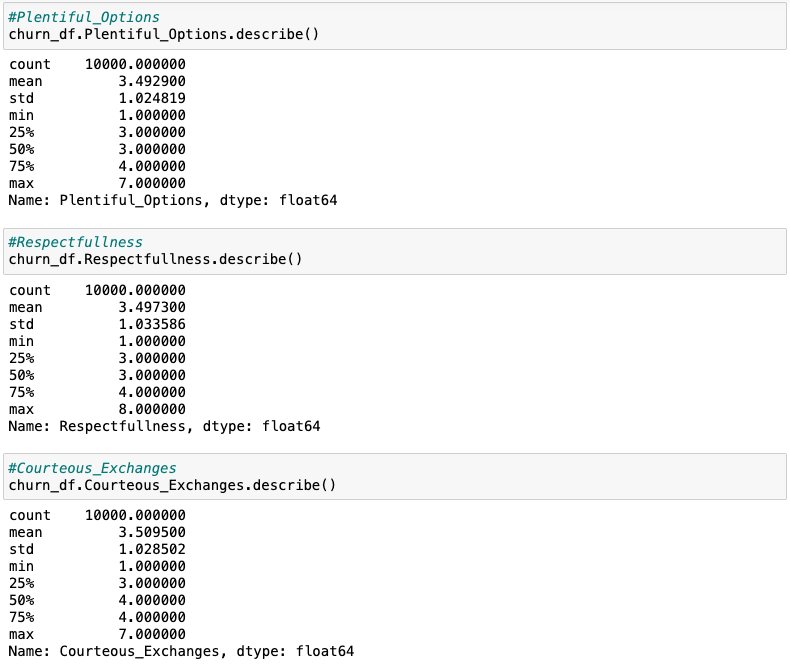 #Plentiful_Options
churn_df.Plentiful_Options.describe()
count    10000.000000
mean         3.492900
std          1.024819
min          1.000000
25%          3.000000
50%          3.000000
75%          4.000000
max          7.000000
Name: Plentiful_Options, dtype: float64
#Respectfullness
churn_df.Respectfullness.describe()
count    10000.000000
mean         3.497300
std          1.033586
min          1.000000
25%          3.000000
50%          3.000000
75%          4.000000
max          8.000000
Name: Respectfullness, dtype: float64
#Courteous_Exchanges
churn_df.Courteous_Exchanges.describe()
count    10000.000000
mean         3.509500
std          1.028502
min          1.000000
25%          3.000000
50%          4.000000
75%          4.000000
max          7.000000
Name: Courteous_Exchanges, dtype: float64